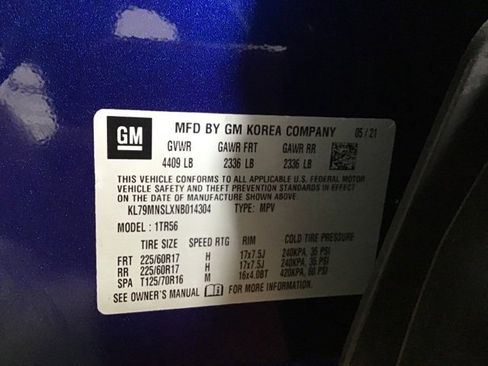 GM MFD BY GM KOREA COMPANY 05/21
GVWR GAWR FRT GAWR RR
4409 LB 2336 LB 2336 LB
THIS VEHICLE CONFORMS TO ALL APPLICABLE U.S. FEDERAL MOTOR
VEHICLE SAFETY AND THEFT PREVENTION STANDARDS IN EFFECT
ON THE DATE OF MANUFACTURE SHOWN ABOVE.
KL79MNSLXNB014304 TYPE: MPV
MODEL: 1TR56
TIRE SIZE SPEED RTG RIM COLD TIRE PRESSURE
FRT 225/60R17 H 17x7.5J 240KPA, 35 PSI
RR 225/60R17 H 17x7.5J 240KPA, 35 PSI
SPA T125/70R16 M 16x4.0BT 420KPA, 60 PSI
SEE OWNER'S MANUAL FOR MORE INFORMATION.